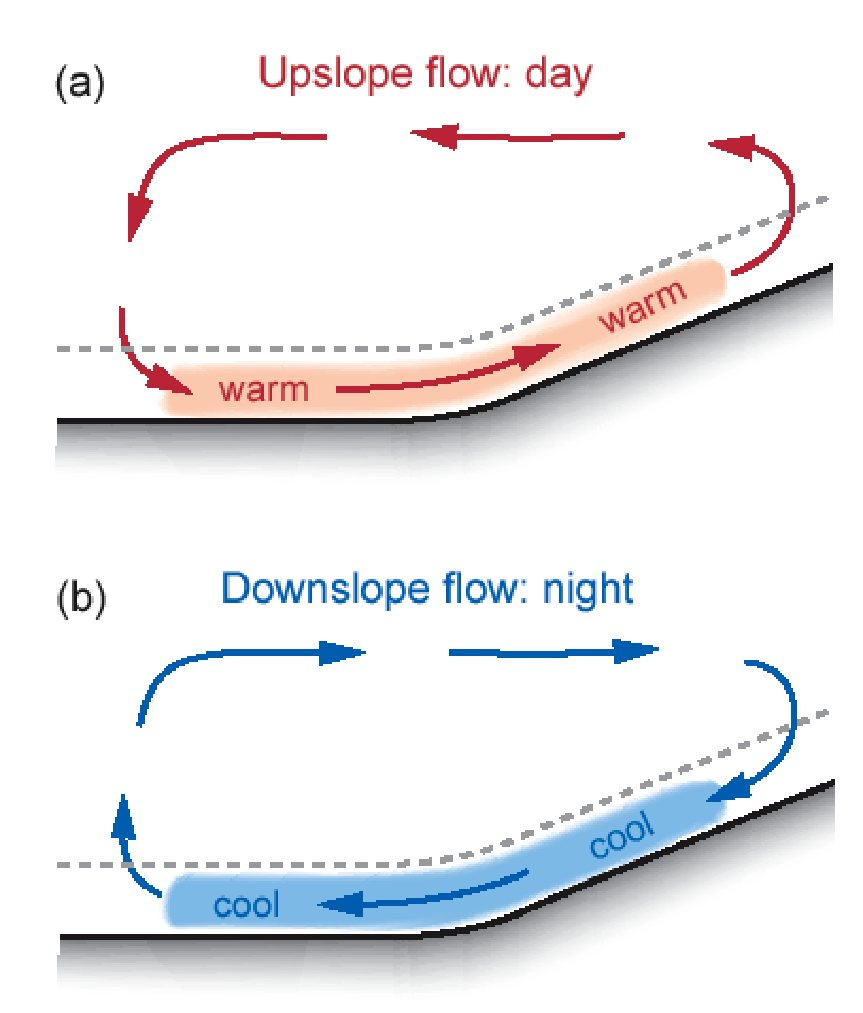 (a) Upslope flow: day
warm
warm
(b) Downslope flow: night
cool
cool